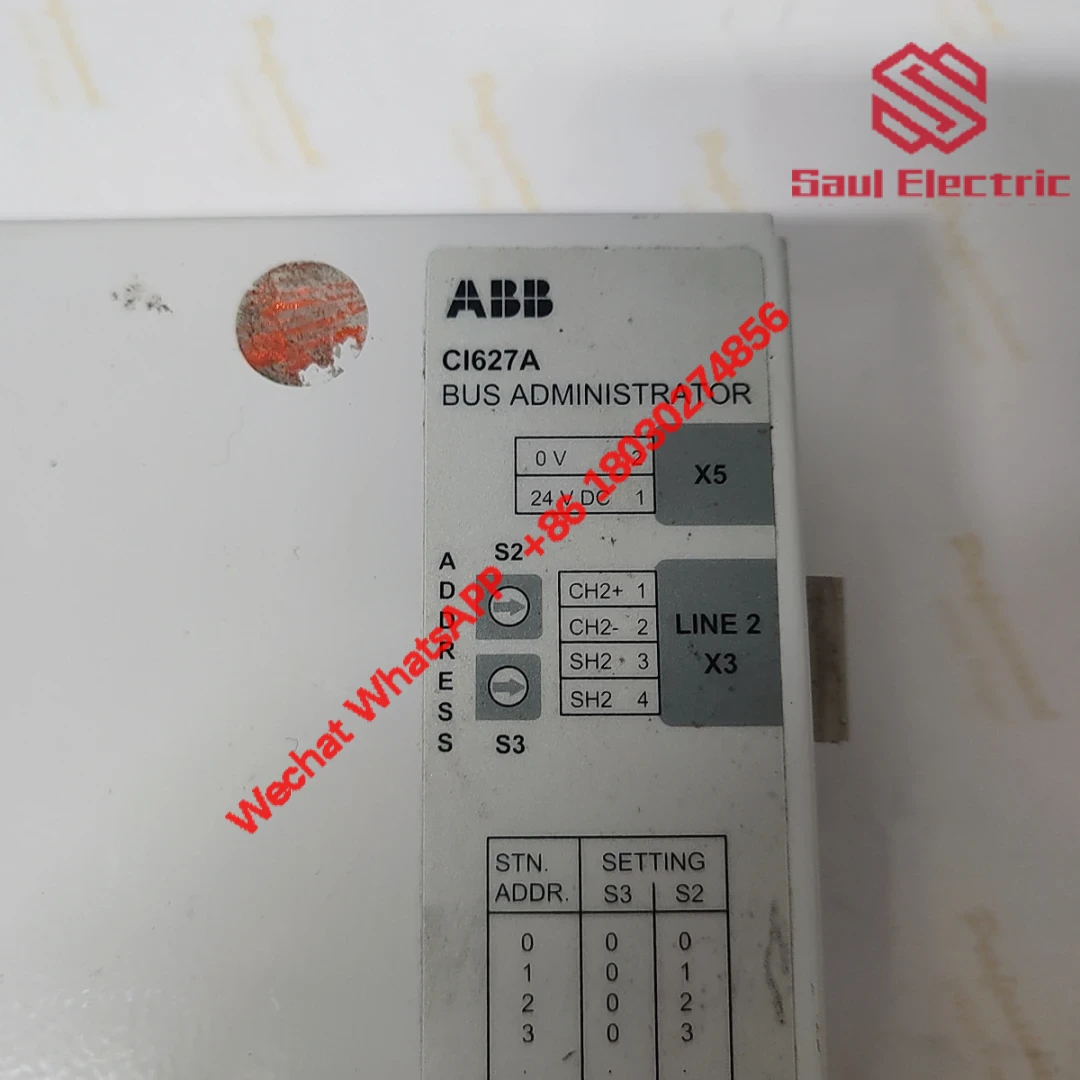 Saul Electric
ABB
CI627A
BUS ADMINISTRATOR
0 V 2
24 V DC 1
X5
ADDRESS
S2
S3
CH2+ 1
CH2- 2
SH2 3
SH2 4
LINE 2
X3
Wechat WhatsAPP +86 18030274856
STN. SETTING
ADDR. S3 S2
0 0 0
1 0 1
2 0 2
3 0 3